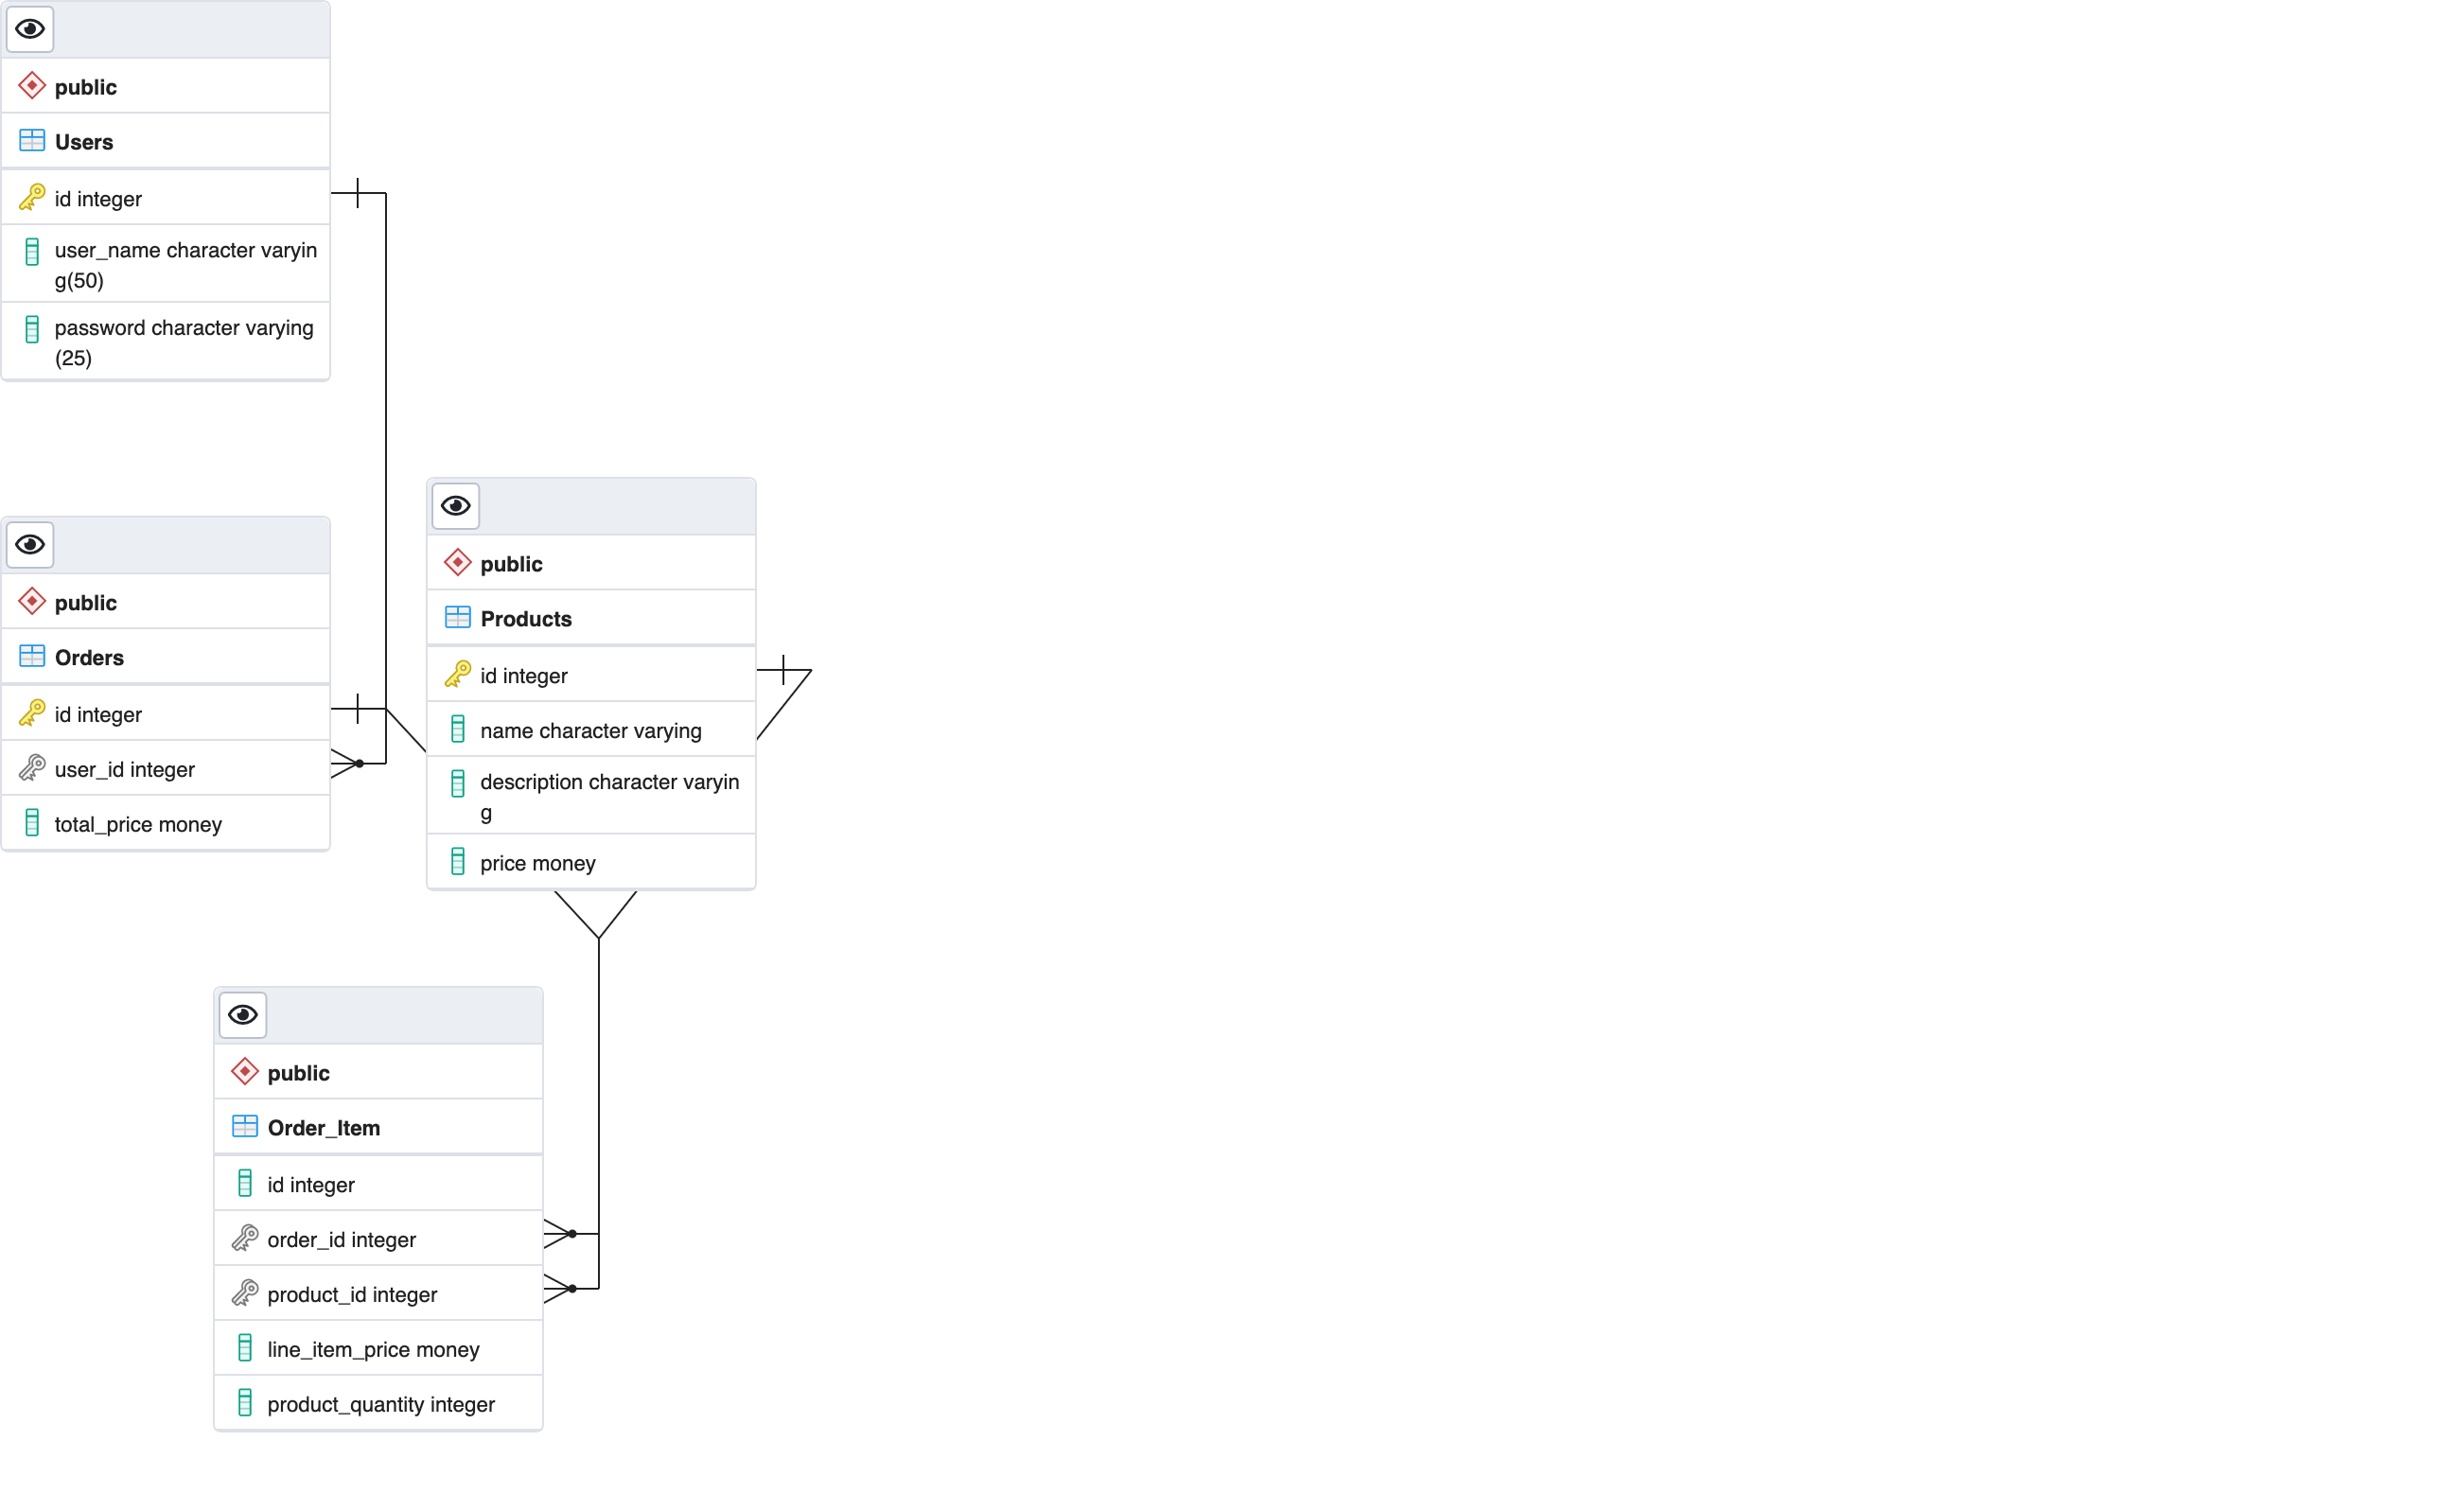 public
Users
id integer
user_name character varyin
g(50)
password character varying
(25)
public
Orders
id integer
user_id integer
total_price money
public
Products
id integer
name character varying
description character varyin
g
price money
public
Order_Item
id integer
order_id integer
product_id integer
line_item_price money
product_quantity integer